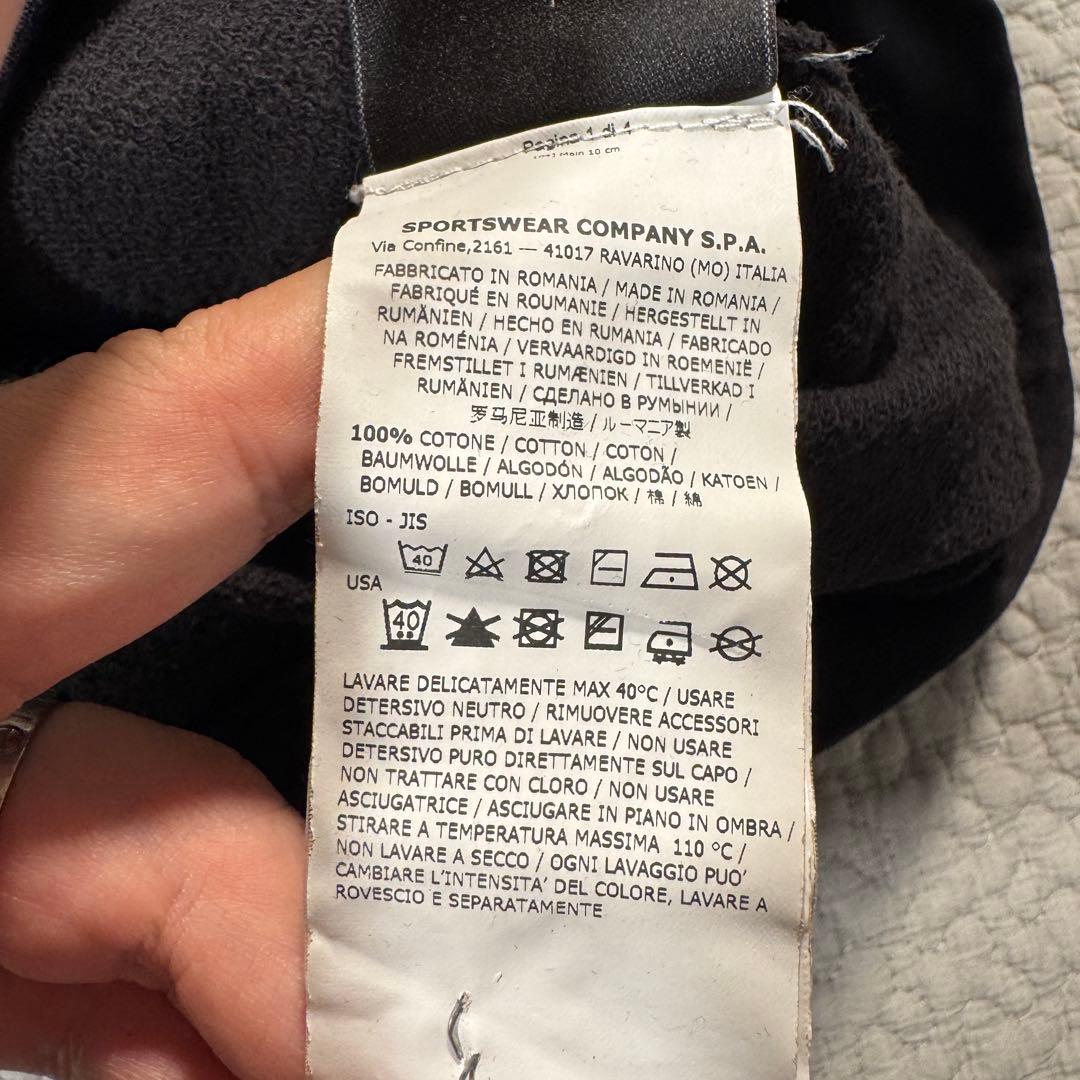 Pagina 1 di 4
10 cm
SPORTSWEAR COMPANY S.P.A.
Via Confine,2161 — 41017 RAVARINO (MO) ITALIA
FABBRICATO IN ROMANIA / MADE IN ROMANIA /
FABRIQUÉ EN ROUMANIE / HERGESTELLT IN
RUMÄNIEN / HECHO EN RUMANIA / FABRICADO
NA ROMÉNIA / VERVAARDIGD IN ROEMENIË /
FREMSTILLET I RUMÆNIEN / TILLVERKAD I
RUMÄNIEN / СДЕЛАНО В РУМЫНИИ /
罗马尼亚制造 / ルーマニア製
100% COTONE / COTTON / COTON /
BAUMWOLLE / ALGODÓN / ALGODÃO / KATOEN /
BOMULD / BOMULL / ХЛОПОК / 棉 / 綿
ISO - JIS
40
USA
40
LAVARE DELICATAMENTE MAX 40°C / USARE
DETERSIVO NEUTRO / RIMUOVERE ACCESSORI
STACCABILI PRIMA DI LAVARE / NON USARE
DETERSIVO PURO DIRETTAMENTE SUL CAPO /
NON TRATTARE CON CLORO / NON USARE
ASCIUGATRICE / ASCIUGARE IN PIANO IN OMBRA /
STIRARE A TEMPERATURA MASSIMA 110 °C /
NON LAVARE A SECCO / OGNI LAVAGGIO PUO'
CAMBIARE L'INTENSITA' DEL COLORE, LAVARE A
ROVESCIO E SEPARATAMENTE